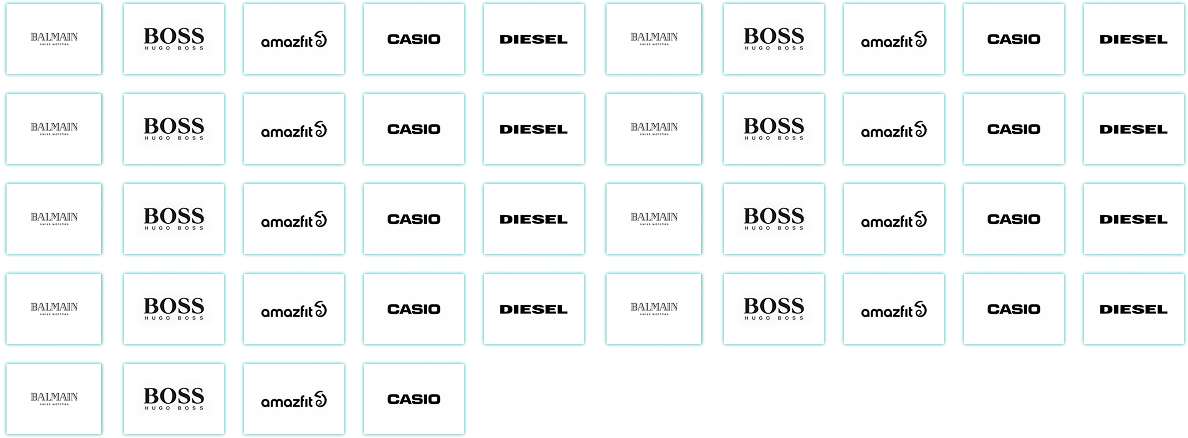 BALMAIN BOSS amazfit CASIO DIESEL BALMAIN BOSS amazfit CASIO DIESEL
SWISS WATCHES HUGO BOSS SWISS WATCHES HUGO BOSS
BALMAIN BOSS amazfit CASIO DIESEL BALMAIN BOSS amazfit CASIO DIESEL
SWISS WATCHES HUGO BOSS SWISS WATCHES HUGO BOSS
BALMAIN BOSS amazfit CASIO DIESEL BALMAIN BOSS amazfit CASIO DIESEL
SWISS WATCHES HUGO BOSS SWISS WATCHES HUGO BOSS
BALMAIN BOSS amazfit CASIO DIESEL BALMAIN BOSS amazfit CASIO DIESEL
SWISS WATCHES HUGO BOSS SWISS WATCHES HUGO BOSS
BALMAIN BOSS amazfit CASIO
SWISS WATCHES HUGO BOSS